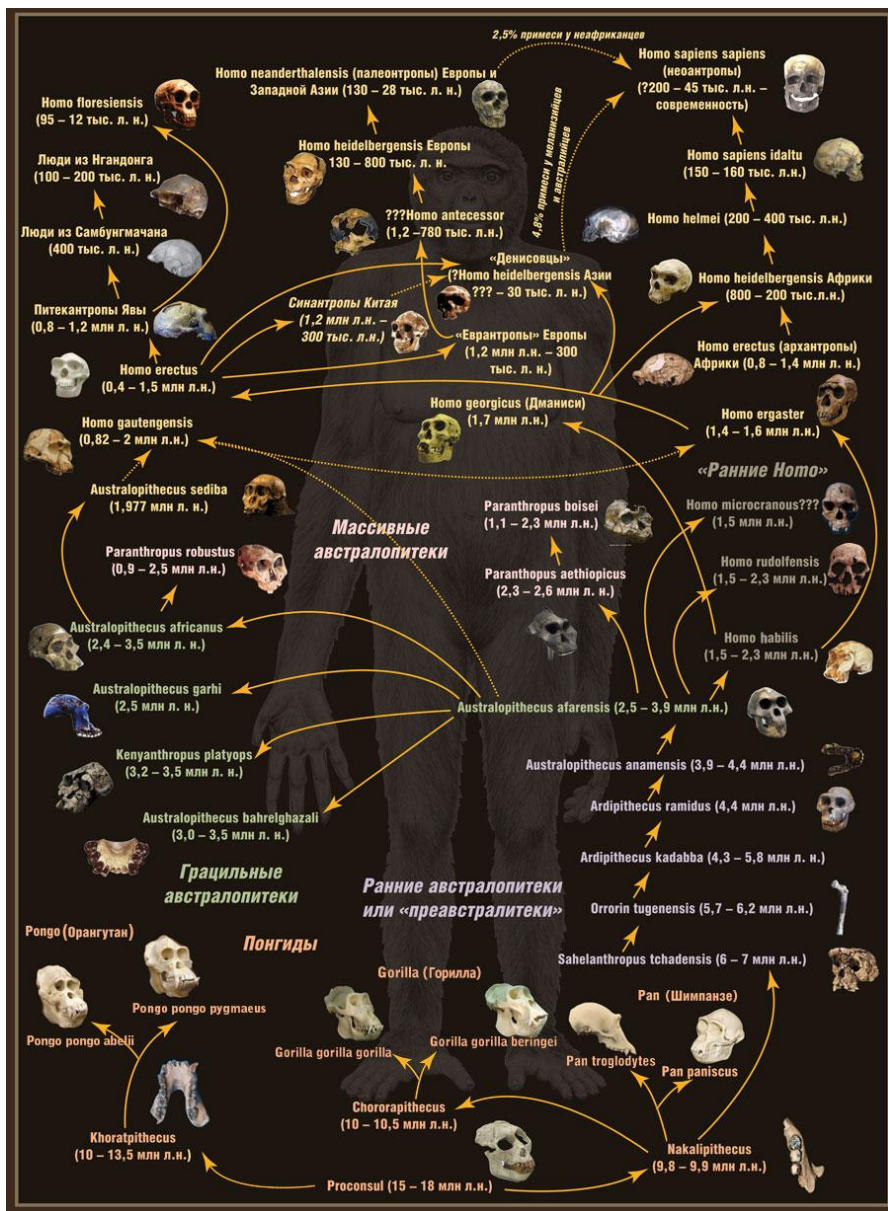 2,5% примеси у неафриканцев
Homo sapiens sapiens
(неоантропы)
(?200 – 45 тыс. л.н. –
современность)
Homo neanderthalensis (палеонтропы) Европы и
Западной Азии (130 – 28 тыс. л. н.)
Homo floresiensis
(95 – 12 тыс. л. н.)
Homo heidelbergensis Европы
130 – 800 тыс. л. н.
4,8% примеси у меланизийцев
и австралийцев
Люди из Нгандонга
(100 – 200 тыс. л. н.)
Homo sapiens idaltu
(150 – 160 тыс. л.н.)
???Homo antecessor
(1,2 –780 тыс. л.н.)
Homo helmei (200 – 400 тыс. л.н.)
Люди из Самбунгмачана
(400 тыс. л. н.)
«Денисовцы»
(?Homo heidelbergensis Азии
??? – 30 тыс. л. н.)
Homo heidelbergensis Африки
(800 – 200 тыс.л.н.)
Питекантропы Явы
(0,8 – 1,2 млн л. н.)
Синантропы Китая
(1,2 млн л.н. –
300 тыс. л.н.)
«Еврантропы» Европы
(1,2 млн л.н. – 300
тыс. л. н.)
Homo erectus (архантропы)
Африки (0,8 – 1,4 млн л.н.)
Homo erectus
(0,4 – 1,5 млн л.н.)
Homo georgicus (Дманиси)
(1,7 млн л.н.)
Homo gautengensis
(0,82 – 2 млн л.н.)
Homo ergaster
(1,4 – 1,6 млн л.н.)
«Ранние Homo»
Australopithecus sediba
(1,977 млн л. н.)
Массивные
австралопитеки
Paranthropus boisei
(1,1 – 2,3 млн л.н.)
Homo microcranous???
(1,5 млн л.н.)
Paranthropus robustus
(0,9 – 2,5 млн л.н.)
Paranthopus aethiopicus
(2,3 – 2,6 млн л.н.)
Homo rudolfensis
(1,5 – 2,3 млн л.н.)
Australopithecus africanus
(2,4 – 3,5 млн л.н.)
Homo habilis
(1,5 – 2,3 млн л.н.)
Australopithecus garhi
(2,5 млн л. н.)
Australopithecus afarensis (2,5 – 3,9 млн л.н.)
Kenyanthropus platyops
(3,2 – 3,5 млн л. н.)
Australopithecus anamensis (3,9 – 4,4 млн л.н.)
Ardipithecus ramidus (4,4 млн л.н.)
Australopithecus bahrelghazali
(3,0 – 3,5 млн л. н.)
Ardipithecus kadabba (4,3 – 5,8 млн л. н.)
Грацильные
австралопитеки
Ранние австралопитеки
или «преавстралитеки»
Orrorin tugenensis (5,7 – 6,2 млн л.н.)
Понгиды
Pongo (Орангутан)
Sahelanthropus tchadensis (6 – 7 млн л.н.)
Gorilla (Горилла)
Pan (Шимпанзе)
Pongo pongo pygmaeus
Pongo pongo abelii
Gorilla gorilla gorilla
Gorilla gorilla beringei
Pan troglodytes
Pan paniscus
Chororapithecus
(10 – 10,5 млн л.н.)
Khoratpithecus
(10 – 13,5 млн л.н.)
Nakalipithecus
(9,8 – 9,9 млн л.н.)
Proconsul (15 – 18 млн л.н.)